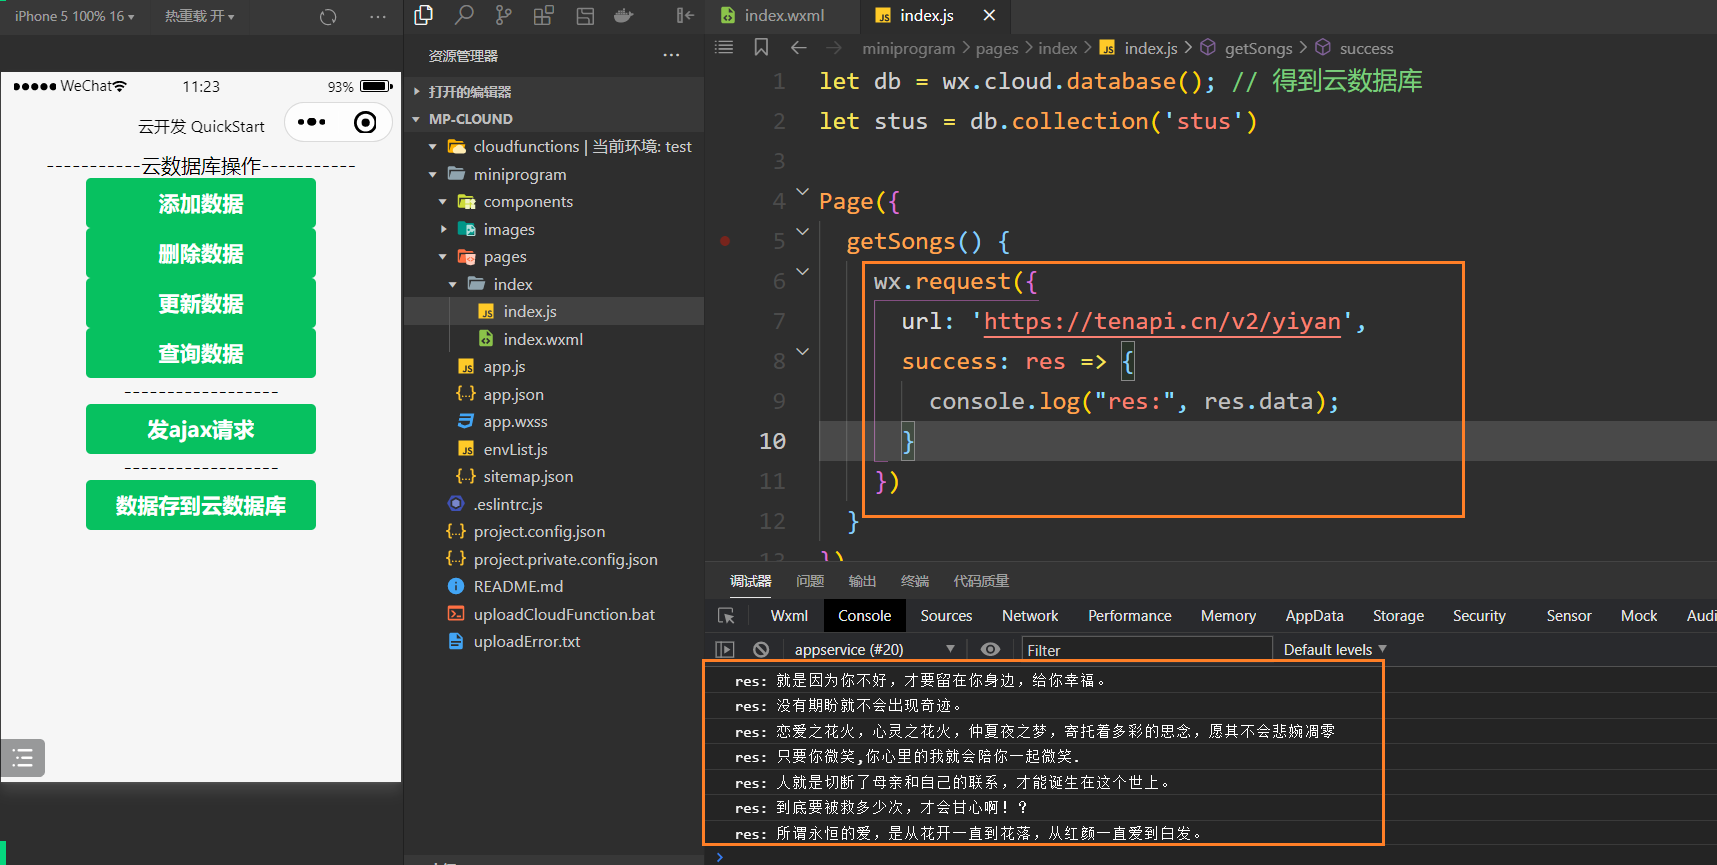 iPhone 5 100% 16 ▾ 热重载 开 ▾
●●●●● WeChat 11:23 93%
云开发 QuickStart
-----------云数据库操作-----------
添加数据
删除数据
更新数据
查询数据
------------------
发ajax请求
------------------
数据存到云数据库
资源管理器
打开的编辑器
MP-CLOUND
cloudfunctions | 当前环境: test
miniprogram
components
images
pages
index
index.js
index.wxml
app.js
app.json
app.wxss
envList.js
sitemap.json
.eslintrc.js
project.config.json
project.private.config.json
README.md
uploadCloudFunction.bat
uploadError.txt
index.wxml
index.js
miniprogram > pages > index > index.js > getSongs > success
1 let db = wx.cloud.database(); // 得到云数据库
2 let stus = db.collection('stus')
3
4 Page({
5 getSongs() {
6 wx.request({
7 url: 'https://tenapi.cn/v2/yiyan',
8 success: res => {
9 console.log("res:", res.data);
10 }
11 })
12 }
13 })
调试器 问题 输出 终端 代码质量
Wxml Console Sources Network Performance Memory AppData Storage Security Sensor Mock Audi
appservice (#20) Filter Default levels
res: 就是因为你不好，才要留在你身边，给你幸福。
res: 没有期盼就不会出现奇迹。
res: 恋爱之花火，心灵之花火，仲夏夜之梦，寄托着多彩的思念，愿其不会悲婉凋零
res: 只要你微笑,你心里的我就会陪你一起微笑.
res: 人就是切断了母亲和自己的联系，才能诞生在这个世上。
res: 到底要被救多少次，才会甘心啊！？
res: 所谓永恒的爱，是从花开一直到花落，从红颜一直爱到白发。